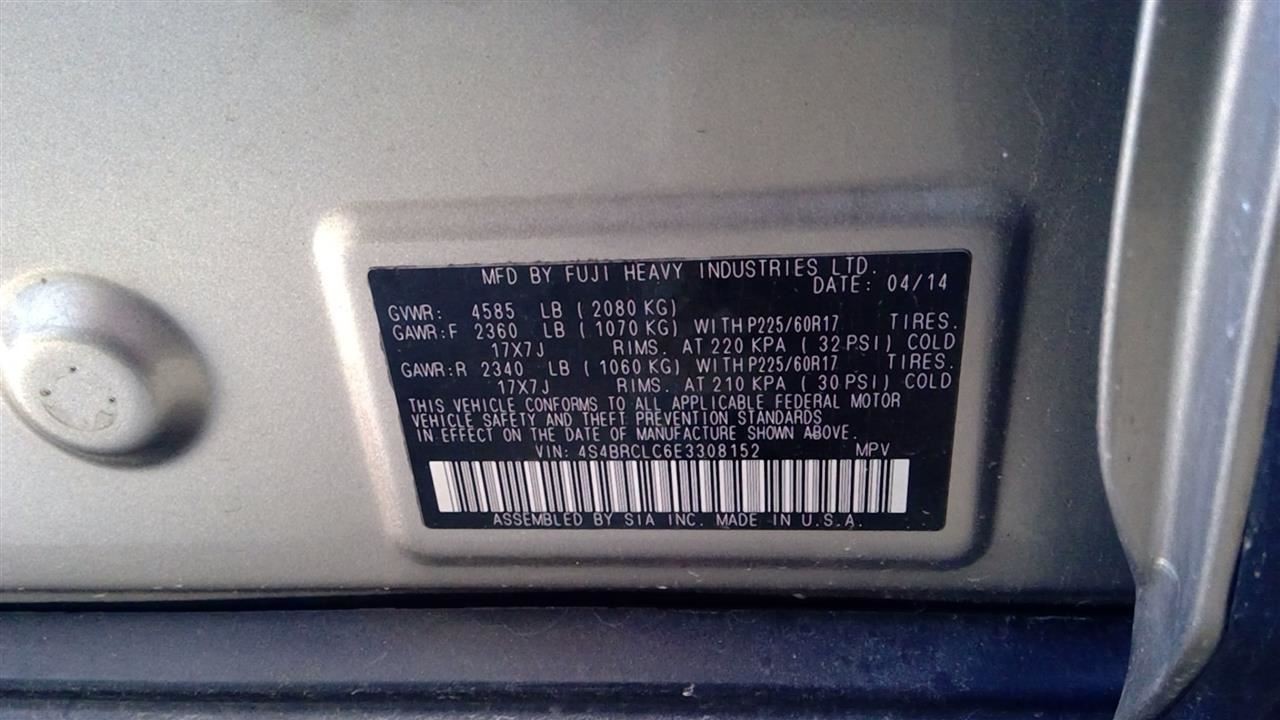 MFD BY FUJI HEAVY INDUSTRIES LTD.
DATE: 04/14
GVWR: 4585 LB (2080 KG)
GAWR:F 2360 LB (1070 KG) WITH P225/60R17 TIRES.
17X7J RIMS. AT 220 KPA (32 PSI) COLD
GAWR:R 2340 LB (1060 KG) WITH P225/60R17 TIRES.
17X7J RIMS. AT 210 KPA (30 PSI) COLD
THIS VEHICLE CONFORMS TO ALL APPLICABLE FEDERAL MOTOR
VEHICLE SAFETY AND THEFT PREVENTION STANDARDS
IN EFFECT ON THE DATE OF MANUFACTURE SHOWN ABOVE.
VIN: 4S4BRCLC6E3308152 MPV
ASSEMBLED BY SIA INC. MADE IN U.S.A.